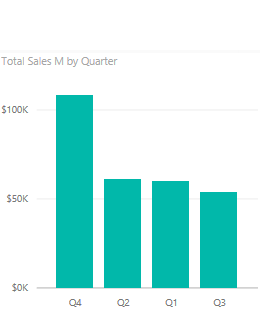 Total Sales M by Quarter
$100K
$50K
$0K
Q4 Q2 Q1 Q3